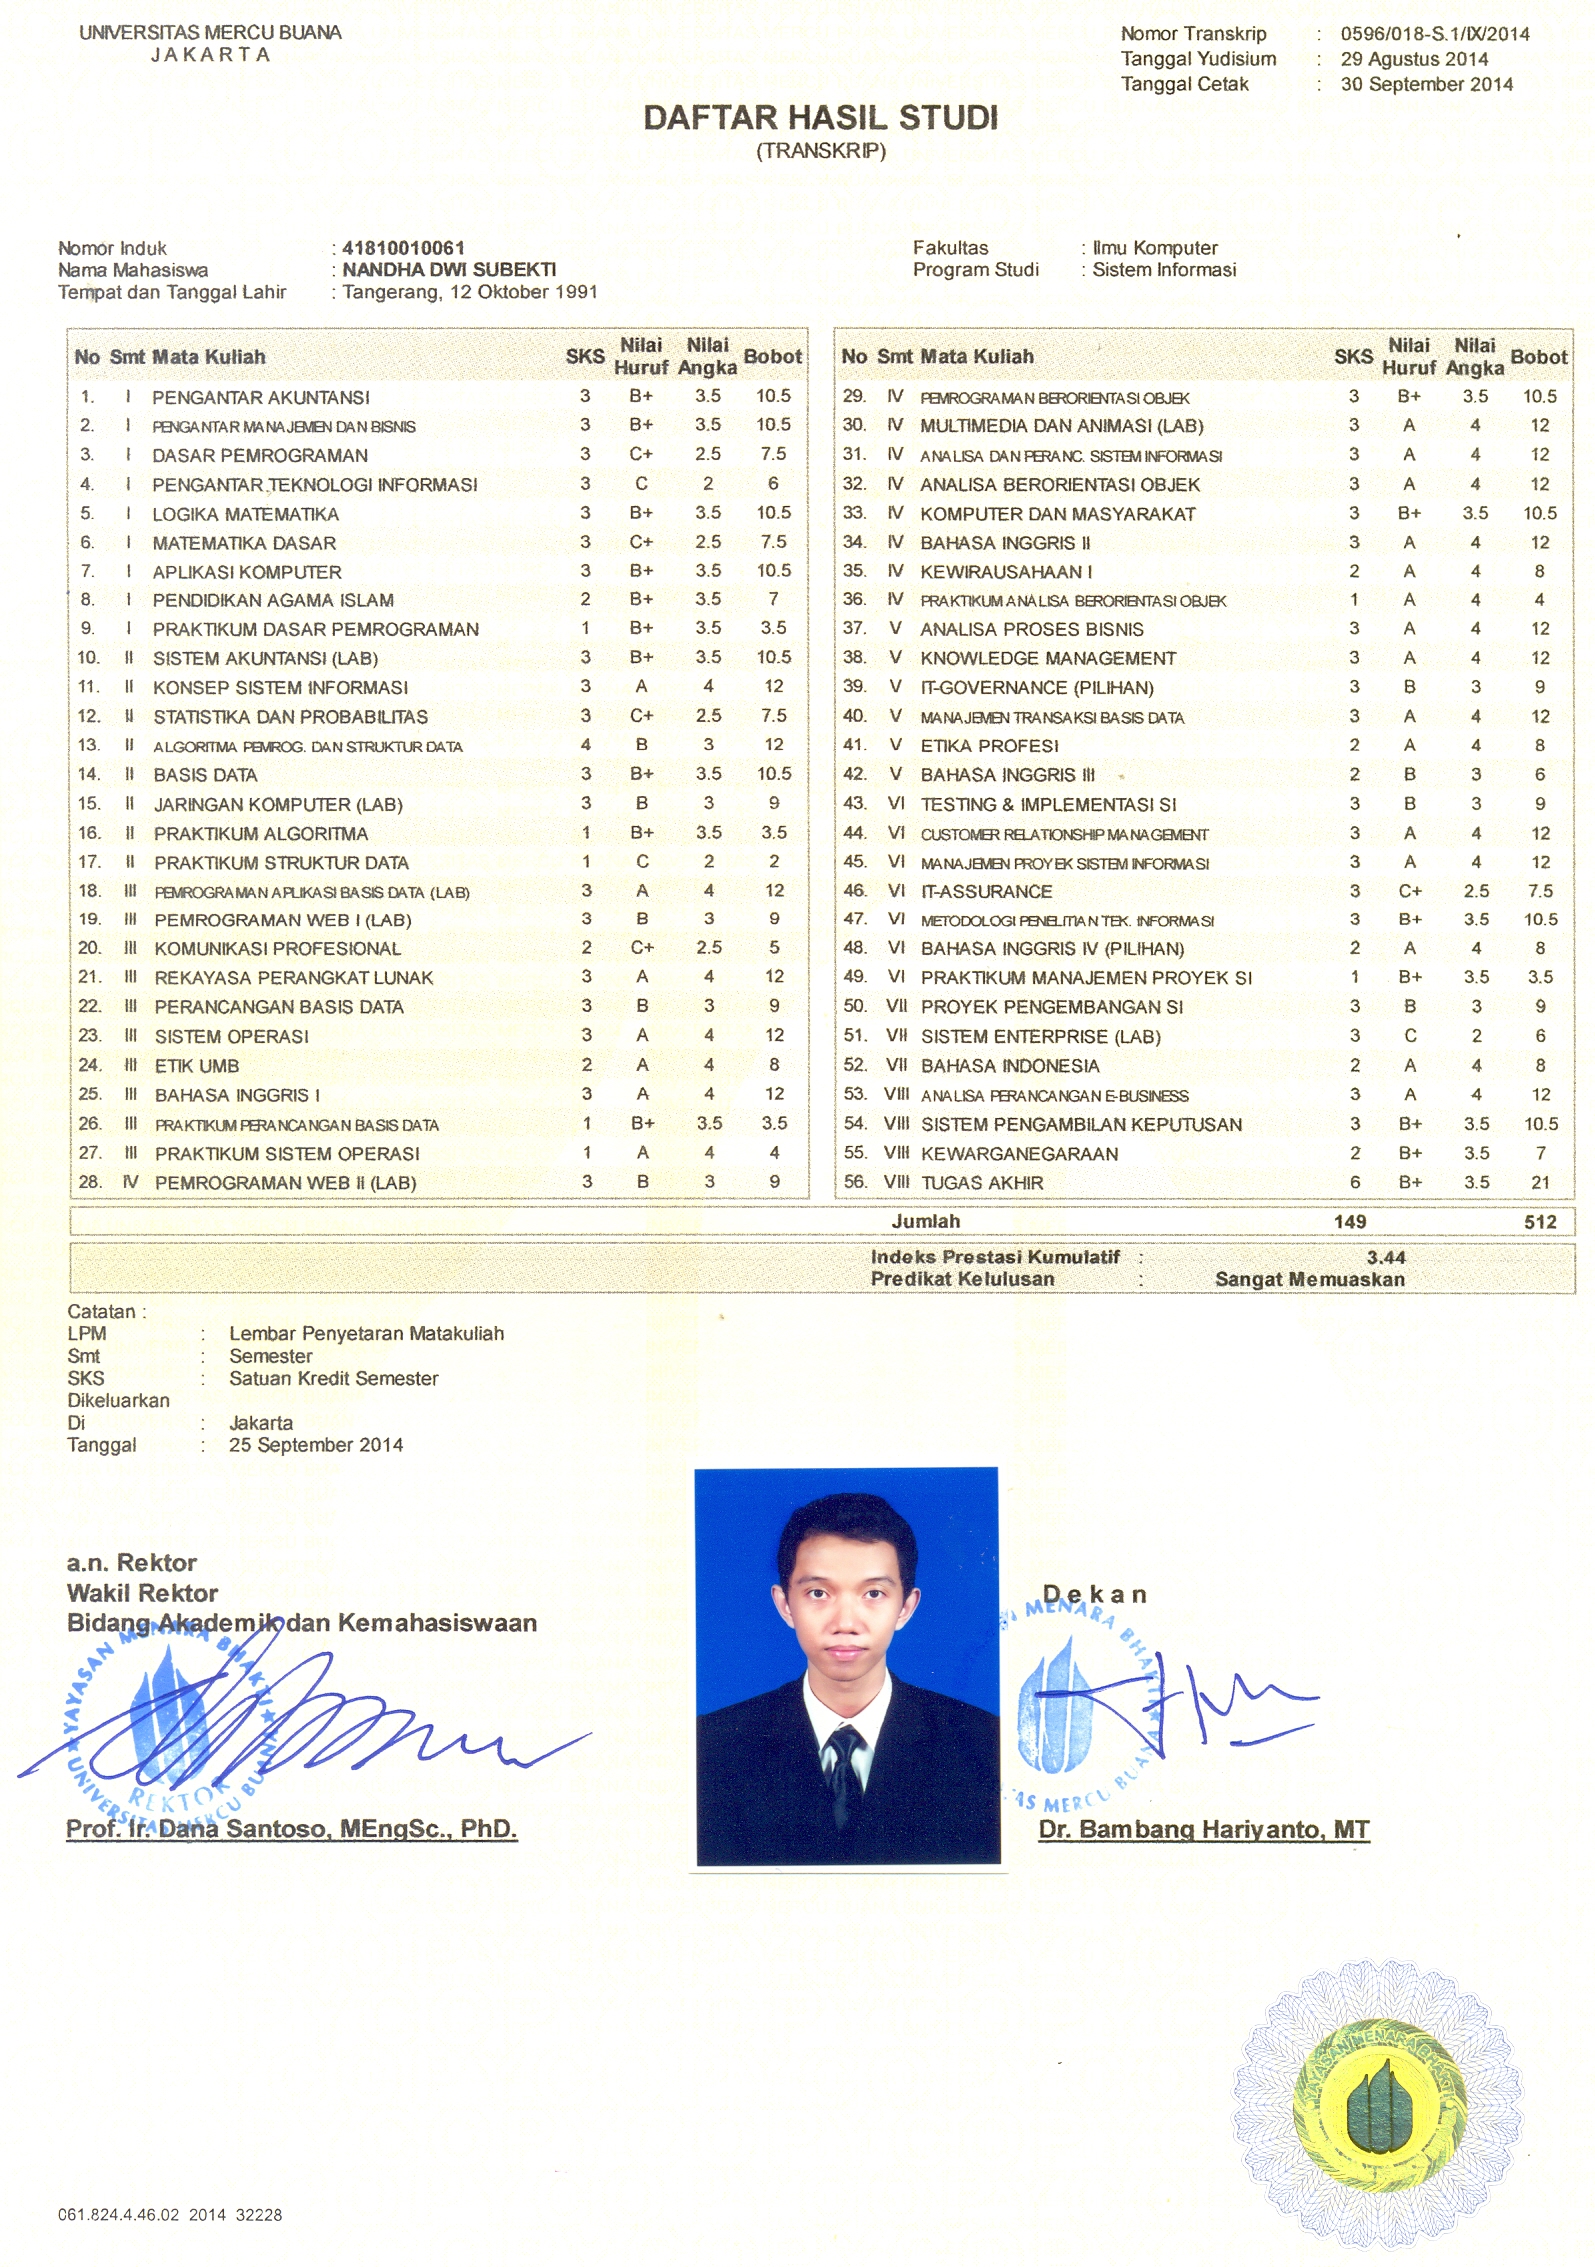 UNIVERSITAS MERCU BUANA
JAKARTA
Nomor Transkrip : 0596/018-S.1/IX/2014
Tanggal Yudisium : 29 Agustus 2014
Tanggal Cetak : 30 September 2014
DAFTAR HASIL STUDI
(TRANSKRIP)
Nomor Induk : 41810010061
Nama Mahasiswa : NANDHA DWI SUBEKTI
Tempat dan Tanggal Lahir : Tangerang, 12 Oktober 1991
Fakultas : Ilmu Komputer
Program Studi : Sistem Informasi
No Smt Mata Kuliah SKS Nilai Huruf Nilai Angka Bobot
1. I PENGANTAR AKUNTANSI 3 B+ 3.5 10.5
2. I PENGANTAR MANAJEMEN DAN BISNIS 3 B+ 3.5 10.5
3. I DASAR PEMROGRAMAN 3 C+ 2.5 7.5
4. I PENGANTAR TEKNOLOGI INFORMASI 3 C 2 6
5. I LOGIKA MATEMATIKA 3 B+ 3.5 10.5
6. I MATEMATIKA DASAR 3 C+ 2.5 7.5
7. I APLIKASI KOMPUTER 3 B+ 3.5 10.5
8. I PENDIDIKAN AGAMA ISLAM 2 B+ 3.5 7
9. I PRAKTIKUM DASAR PEMROGRAMAN 1 B+ 3.5 3.5
10. II SISTEM AKUNTANSI (LAB) 3 B+ 3.5 10.5
11. II KONSEP SISTEM INFORMASI 3 A 4 12
12. II STATISTIKA DAN PROBABILITAS 3 C+ 2.5 7.5
13. II ALGORITMA PEMROG. DAN STRUKTUR DATA 4 B 3 12
14. II BASIS DATA 3 B+ 3.5 10.5
15. II JARINGAN KOMPUTER (LAB) 3 B 3 9
16. II PRAKTIKUM ALGORITMA 1 B+ 3.5 3.5
17. II PRAKTIKUM STRUKTUR DATA 1 C 2 2
18. III PEMROGRAMAN APLIKASI BASIS DATA (LAB) 3 A 4 12
19. III PEMROGRAMAN WEB I (LAB) 3 B 3 9
20. III KOMUNIKASI PROFESIONAL 2 C+ 2.5 5
21. III REKAYASA PERANGKAT LUNAK 3 A 4 12
22. III PERANCANGAN BASIS DATA 3 B 3 9
23. III SISTEM OPERASI 3 A 4 12
24. III ETIK UMB 2 A 4 8
25. III BAHASA INGGRIS I 3 A 4 12
26. III PRAKTIKUM PERANCANGAN BASIS DATA 1 B+ 3.5 3.5
27. III PRAKTIKUM SISTEM OPERASI 1 A 4 4
28. IV PEMROGRAMAN WEB II (LAB) 3 B 3 9
No Smt Mata Kuliah SKS Nilai Huruf Nilai Angka Bobot
29. IV PEMROGRAMAN BERORIENTASI OBJEK 3 B+ 3.5 10.5
30. IV MULTIMEDIA DAN ANIMASI (LAB) 3 A 4 12
31. IV ANALISA DAN PERANC. SISTEM INFORMASI 3 A 4 12
32. IV ANALISA BERORIENTASI OBJEK 3 A 4 12
33. IV KOMPUTER DAN MASYARAKAT 3 B+ 3.5 10.5
34. IV BAHASA INGGRIS II 3 A 4 12
35. IV KEWIRAUSAHAAN I 2 A 4 8
36. IV PRAKTIKUM ANALISA BERORIENTASI OBJEK 1 A 4 4
37. V ANALISA PROSES BISNIS 3 A 4 12
38. V KNOWLEDGE MANAGEMENT 3 A 4 12
39. V IT-GOVERNANCE (PILIHAN) 3 B 3 9
40. V MANAJEMEN TRANSAKSI BASIS DATA 3 A 4 12
41. V ETIKA PROFESI 2 A 4 8
42. V BAHASA INGGRIS III 2 B 3 6
43. VI TESTING & IMPLEMENTASI SI 3 B 3 9
44. VI CUSTOMER RELATIONSHIP MANAGEMENT 3 A 4 12
45. VI MANAJEMEN PROYEK SISTEM INFORMASI 3 A 4 12
46. VI IT-ASSURANCE 3 C+ 2.5 7.5
47. VI METODOLOGI PENELITIAN TEK. INFORMASI 3 B+ 3.5 10.5
48. VI BAHASA INGGRIS IV (PILIHAN) 2 A 4 8
49. VI PRAKTIKUM MANAJEMEN PROYEK SI 1 B+ 3.5 3.5
50. VII PROYEK PENGEMBANGAN SI 3 B 3 9
51. VII SISTEM ENTERPRISE (LAB) 3 C 2 6
52. VII BAHASA INDONESIA 2 A 4 8
53. VIII ANALISA PERANCANGAN E-BUSINESS 3 A 4 12
54. VIII SISTEM PENGAMBILAN KEPUTUSAN 3 B+ 3.5 10.5
55. VIII KEWARGANEGARAAN 2 B+ 3.5 7
56. VIII TUGAS AKHIR 6 B+ 3.5 21
Jumlah 149 512
Indeks Prestasi Kumulatif : 3.44
Predikat Kelulusan : Sangat Memuaskan
Catatan :
LPM : Lembar Penyetaran Matakuliah
Smt : Semester
SKS : Satuan Kredit Semester
Dikeluarkan
Di : Jakarta
Tanggal : 25 September 2014
a.n. Rektor
Wakil Rektor
Bidang Akademik dan Kemahasiswaan
YAYASAN MENARA BHAKTI
REKTOR
UNIVERSITAS MERCU BUANA
Prof. Ir. Dana Santoso, MEngSc., PhD.
Dekan
MENARA BHAKTI
MERCU BUANA
Dr. Bambang Hariyanto, MT
YAYASAN MENARA BHAKTI
061.824.4.46.02 2014 32228